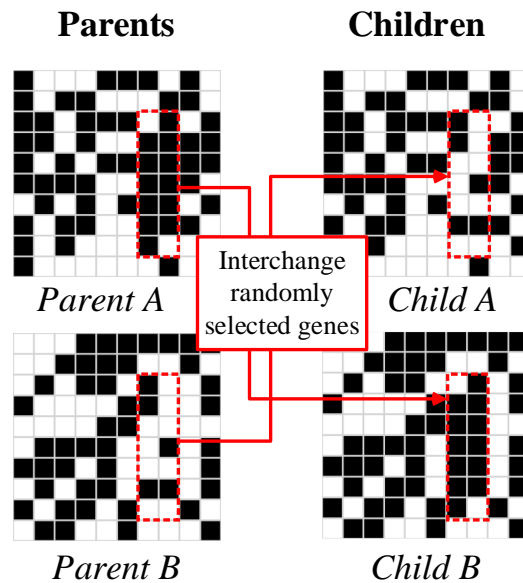 Parents Children
Parent A Child A
Interchange
randomly
selected genes
Parent B Child B